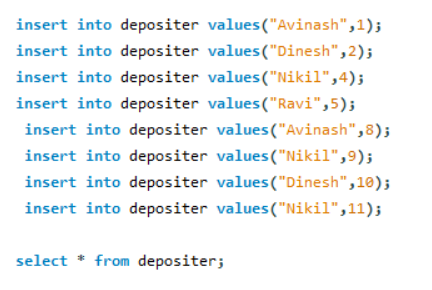 insert into depositer values("Avinash",1);
insert into depositer values("Dinesh",2);
insert into depositer values("Nikil",4);
insert into depositer values("Ravi",5);
insert into depositer values("Avinash",8);
insert into depositer values("Nikil",9);
insert into depositer values("Dinesh",10);
insert into depositer values("Nikil",11);
select * from depositer;